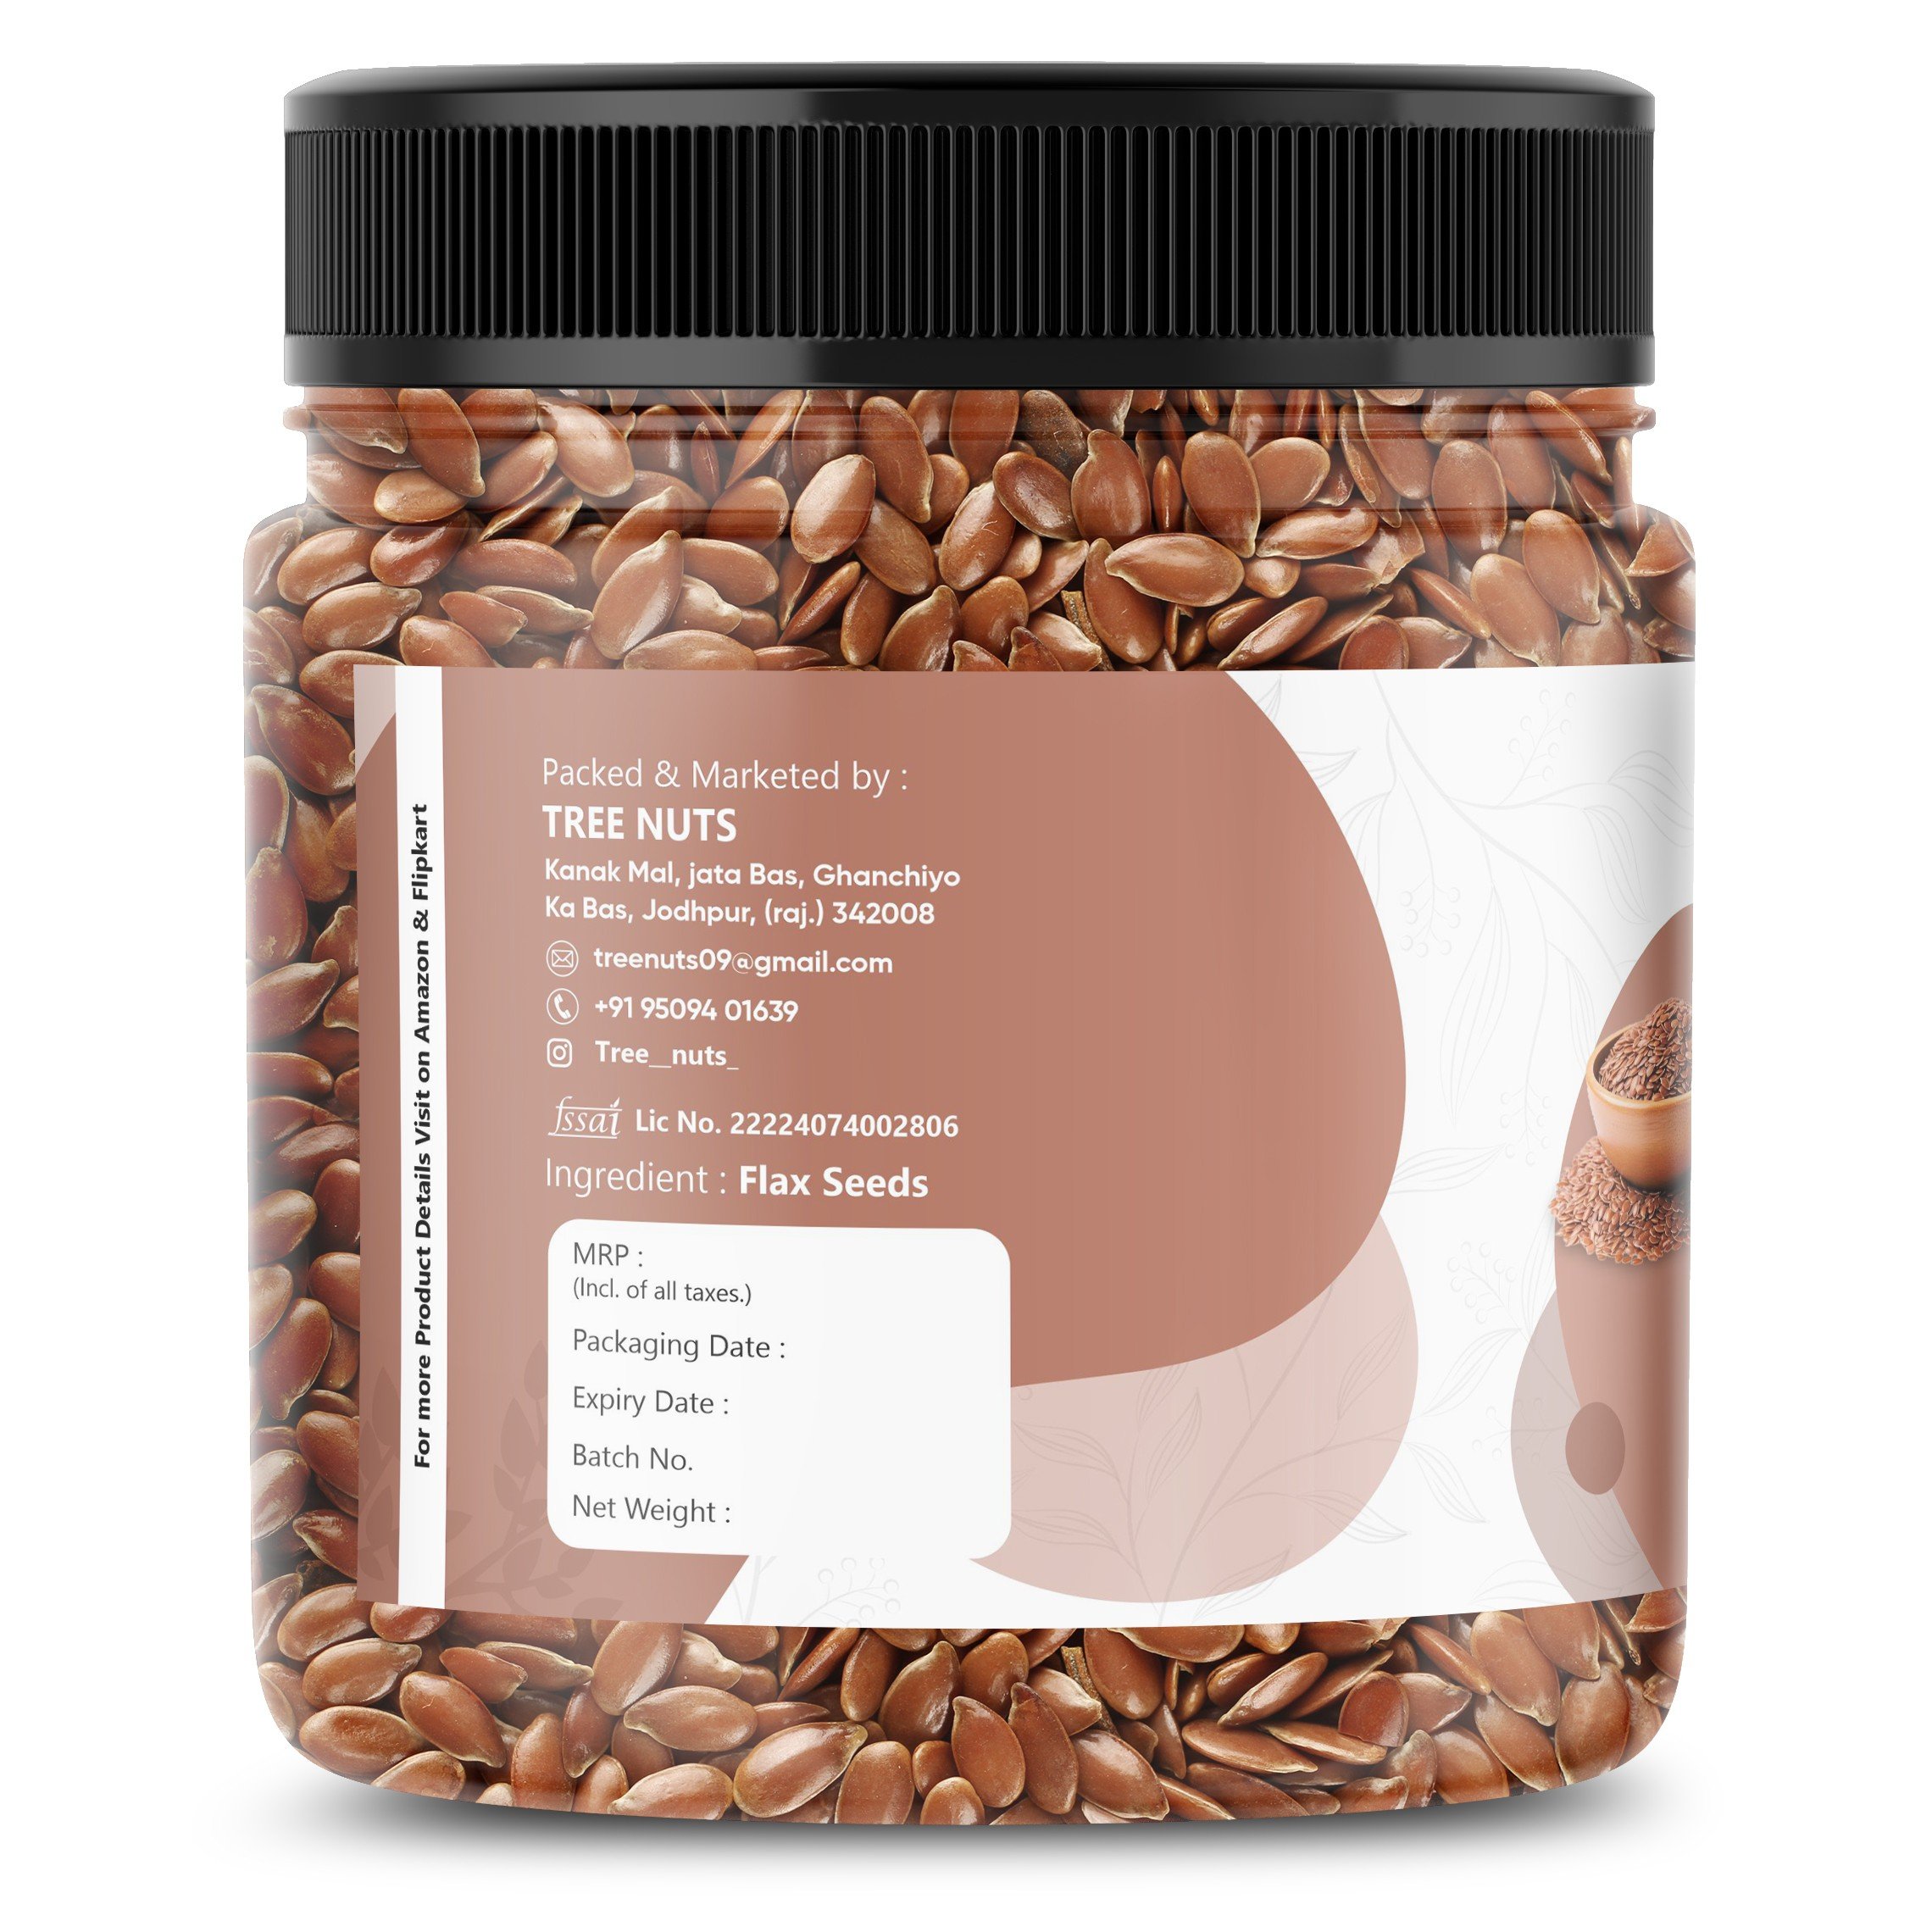 Packed & Marketed by :
TREE NUTS
Kanak Mal, jata Bas, Ghanchiyo
Ka Bas, Jodhpur, (raj.) 342008
treenuts09@gmail.com
+91 95094 01639
Tree__nuts_
fssai Lic No. 22224074002806
Ingredient : Flax Seeds
MRP :
(Incl. of all taxes.)
Packaging Date :
Expiry Date :
Batch No.
Net Weight :
For more Product Details Visit on Amazon & Flipkart